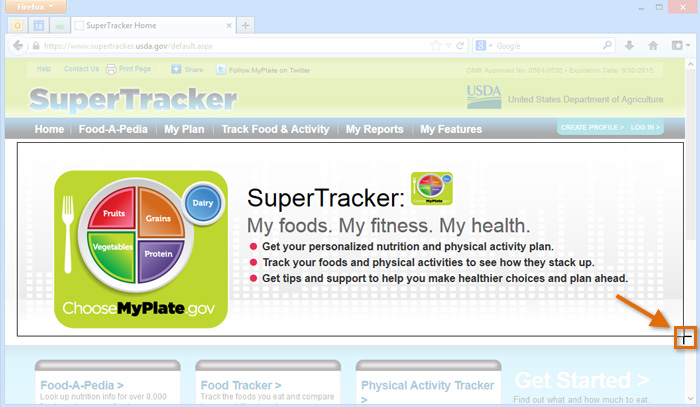 Firefox
SuperTracker Home
https://www.supertracker.usda.gov/default.aspx
Google
Help Contact Us Print Page Share Follow MyPlate on Twitter
OMB Approved No: 0584-0535 - Expiration Date: 9/30/2015
SuperTracker
USDA
United States Department of Agriculture
Home Food-A-Pedia My Plan Track Food & Activity My Reports My Features
CREATE PROFILE > LOG IN >
Dairy
Fruits
Grains
Vegetables
Protein
ChooseMyPlate.gov
SuperTracker:
My foods. My fitness. My health.
Get your personalized nutrition and physical activity plan.
Track your foods and physical activities to see how they stack up.
Get tips and support to help you make healthier choices and plan ahead.
Food-A-Pedia >
Look up nutrition info for over 8,000
Food Tracker >
Track the foods you eat and compare
Physical Activity Tracker
>
Get Started >
Find out what and how much to eat.